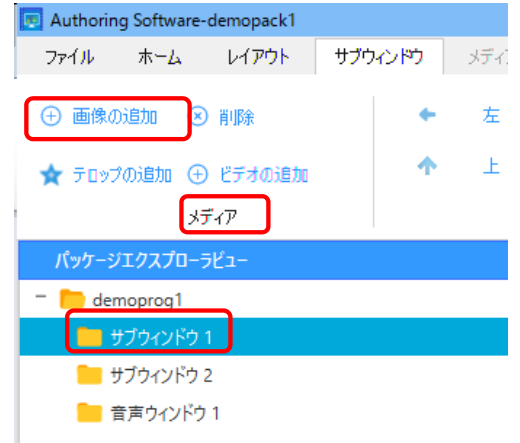 Authoring Software-demopack1
ファイル ホーム レイアウト サブウィンドウ メディ
画像の追加 削除 左
テロップの追加 ビデオの追加 上
メディア
パッケージエクスプローラビュー
demoprog1
サブウィンドウ 1
サブウィンドウ 2
音声ウィンドウ 1